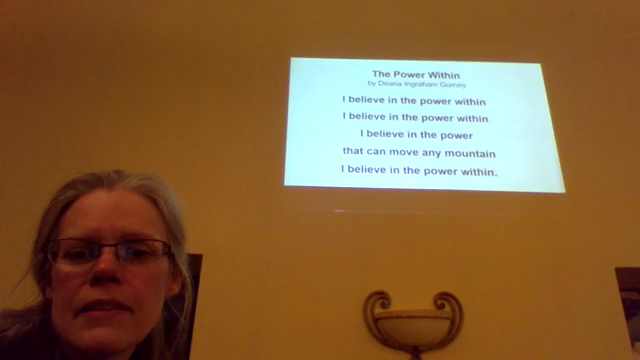 The Power Within
by Deana Ingraham Gurney
I believe in the power within
I believe in the power within
I believe in the power
that can move any mountain
I believe in the power within.